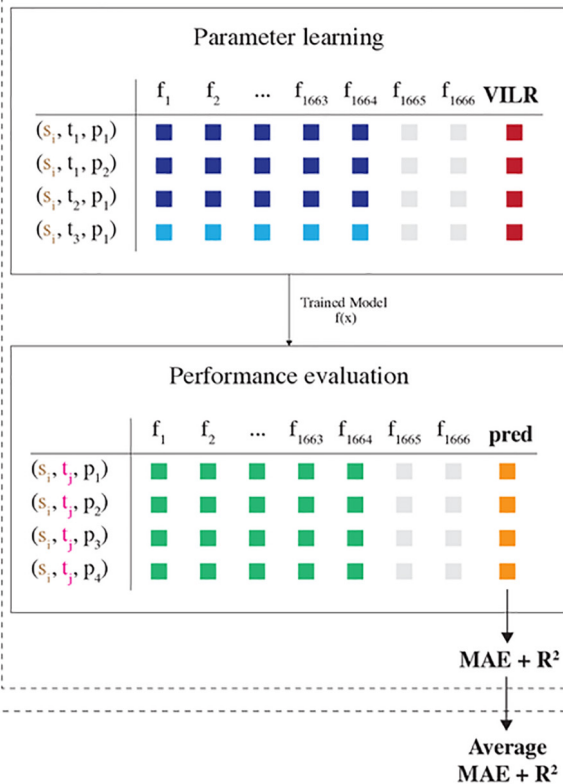 Parameter learning
f₁ f₂ ... f₁₆₆₃ f₁₆₆₄ f₁₆₆₅ f₁₆₆₆ VILR
(sᵢ, t₁, p₁)
(sᵢ, t₁, p₂)
(sᵢ, t₂, p₁)
(sᵢ, t₃, p₁)
Trained Model
f(x)
Performance evaluation
f₁ f₂ ... f₁₆₆₃ f₁₆₆₄ f₁₆₆₅ f₁₆₆₆ pred
(sᵢ, tⱼ, p₁)
(sᵢ, tⱼ, p₂)
(sᵢ, tⱼ, p₃)
(sᵢ, tⱼ, p₄)
MAE + R²
Average
MAE + R²